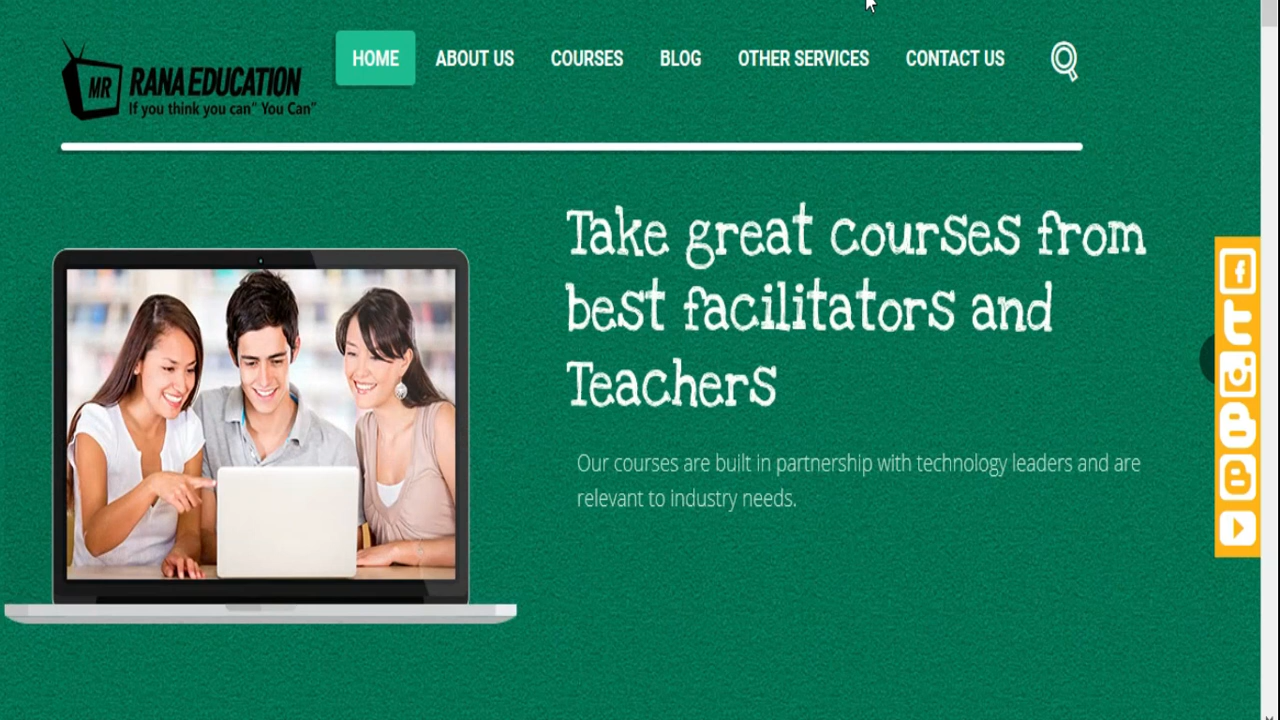 MR RANA EDUCATION
If you think you can" You Can"
HOME ABOUT US COURSES BLOG OTHER SERVICES CONTACT US
Take great courses from
best facilitators and
Teachers
Our courses are built in partnership with technology leaders and are
relevant to industry needs.